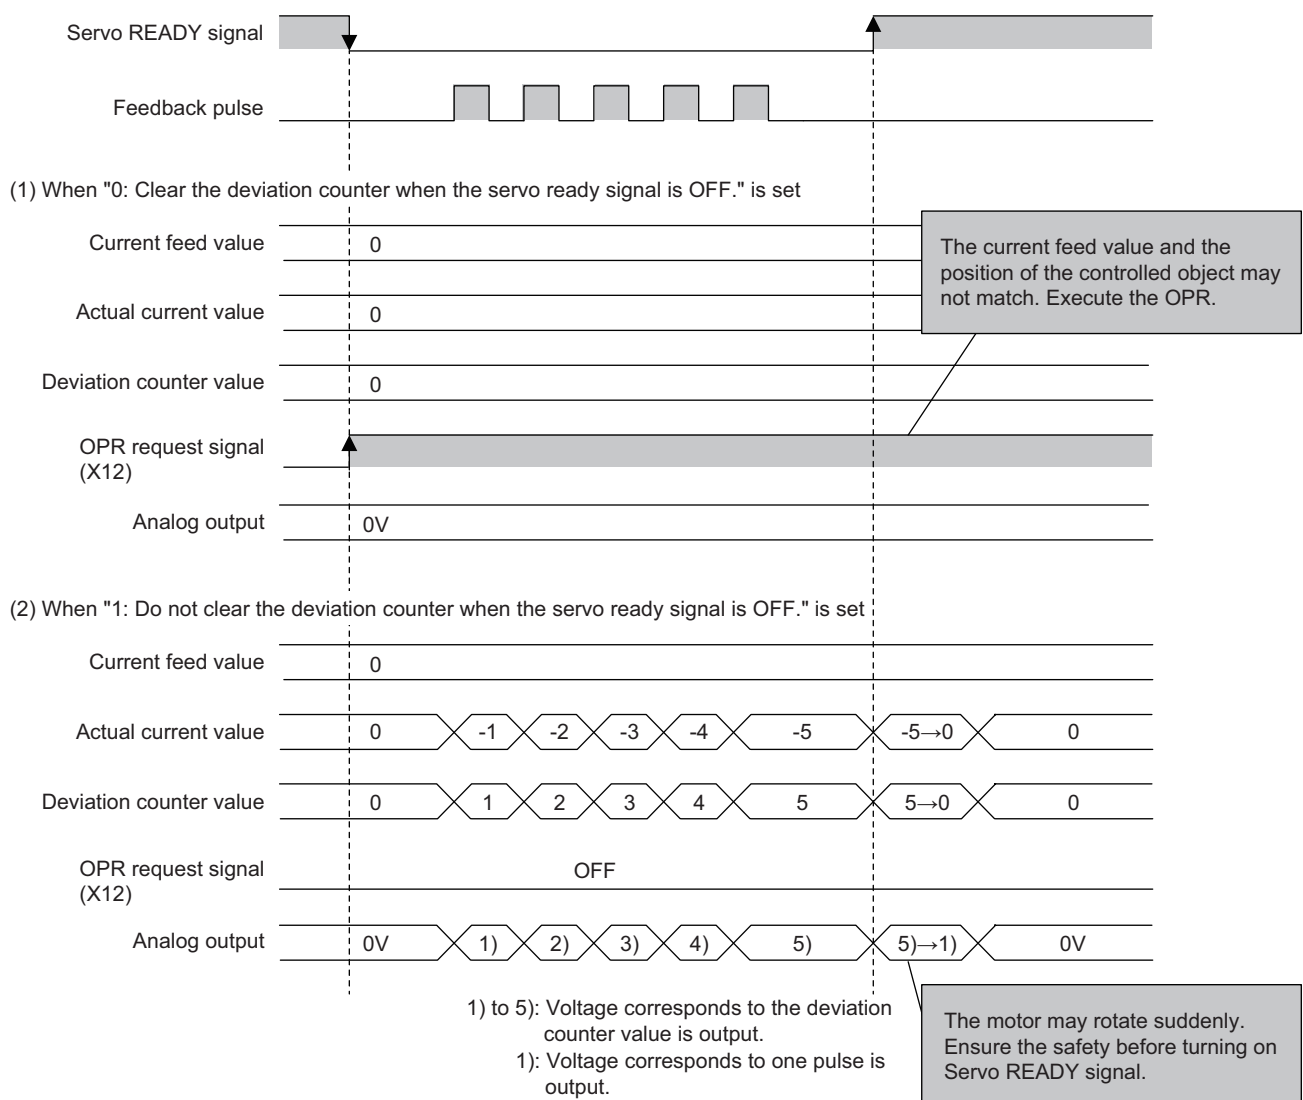 Servo READY signal
Feedback pulse
(1) When "0: Clear the deviation counter when the servo ready signal is OFF." is set
Current feed value
0
The current feed value and the
position of the controlled object may
not match. Execute the OPR.
Actual current value
0
Deviation counter value
0
OPR request signal
(X12)
Analog output
0V
(2) When "1: Do not clear the deviation counter when the servo ready signal is OFF." is set
Current feed value
0
Actual current value
0 -1 -2 -3 -4 -5 -5→0 0
Deviation counter value
0 1 2 3 4 5 5→0 0
OPR request signal
(X12)
OFF
Analog output
0V 1) 2) 3) 4) 5) 5)→1) 0V
1) to 5): Voltage corresponds to the deviation
counter value is output.
1): Voltage corresponds to one pulse is
output.
The motor may rotate suddenly.
Ensure the safety before turning on
Servo READY signal.